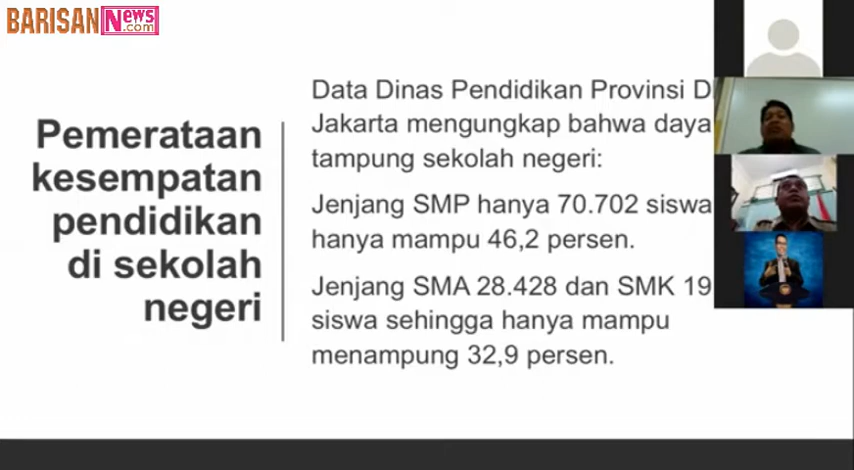 BARISAN News.com
Pemerataan
kesempatan
pendidikan
di sekolah
negeri
Data Dinas Pendidikan Provinsi D
Jakarta mengungkap bahwa daya
tampung sekolah negeri:
Jenjang SMP hanya 70.702 siswa
hanya mampu 46,2 persen.
Jenjang SMA 28.428 dan SMK 19
siswa sehingga hanya mampu
menampung 32,9 persen.